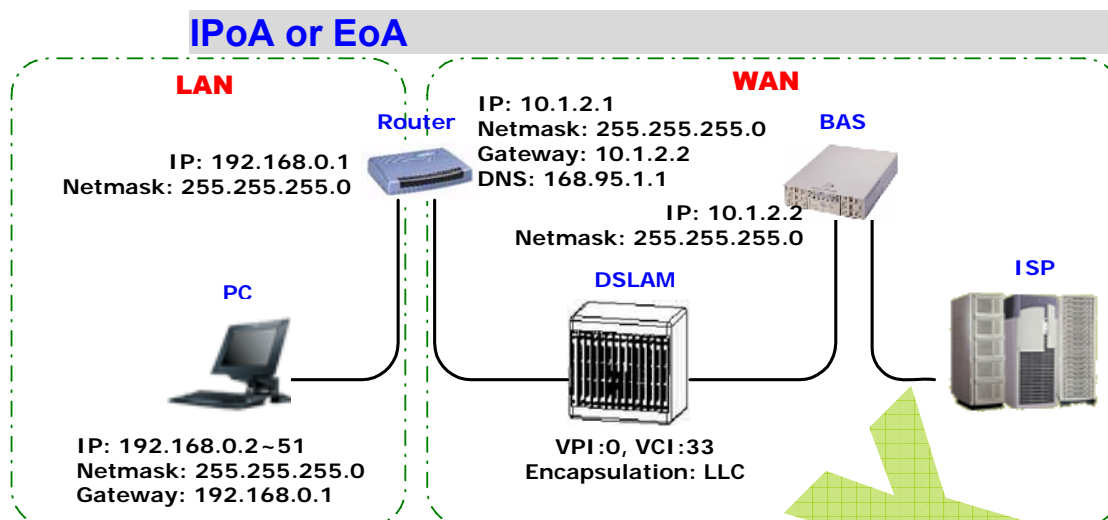 IPoA or EoA
LAN
WAN
Router
IP: 192.168.0.1
Netmask: 255.255.255.0
IP: 10.1.2.1
Netmask: 255.255.255.0
Gateway: 10.1.2.2
DNS: 168.95.1.1
BAS
IP: 10.1.2.2
Netmask: 255.255.255.0
PC
DSLAM
ISP
IP: 192.168.0.2~51
Netmask: 255.255.255.0
Gateway: 192.168.0.1
VPI:0, VCI:33
Encapsulation: LLC